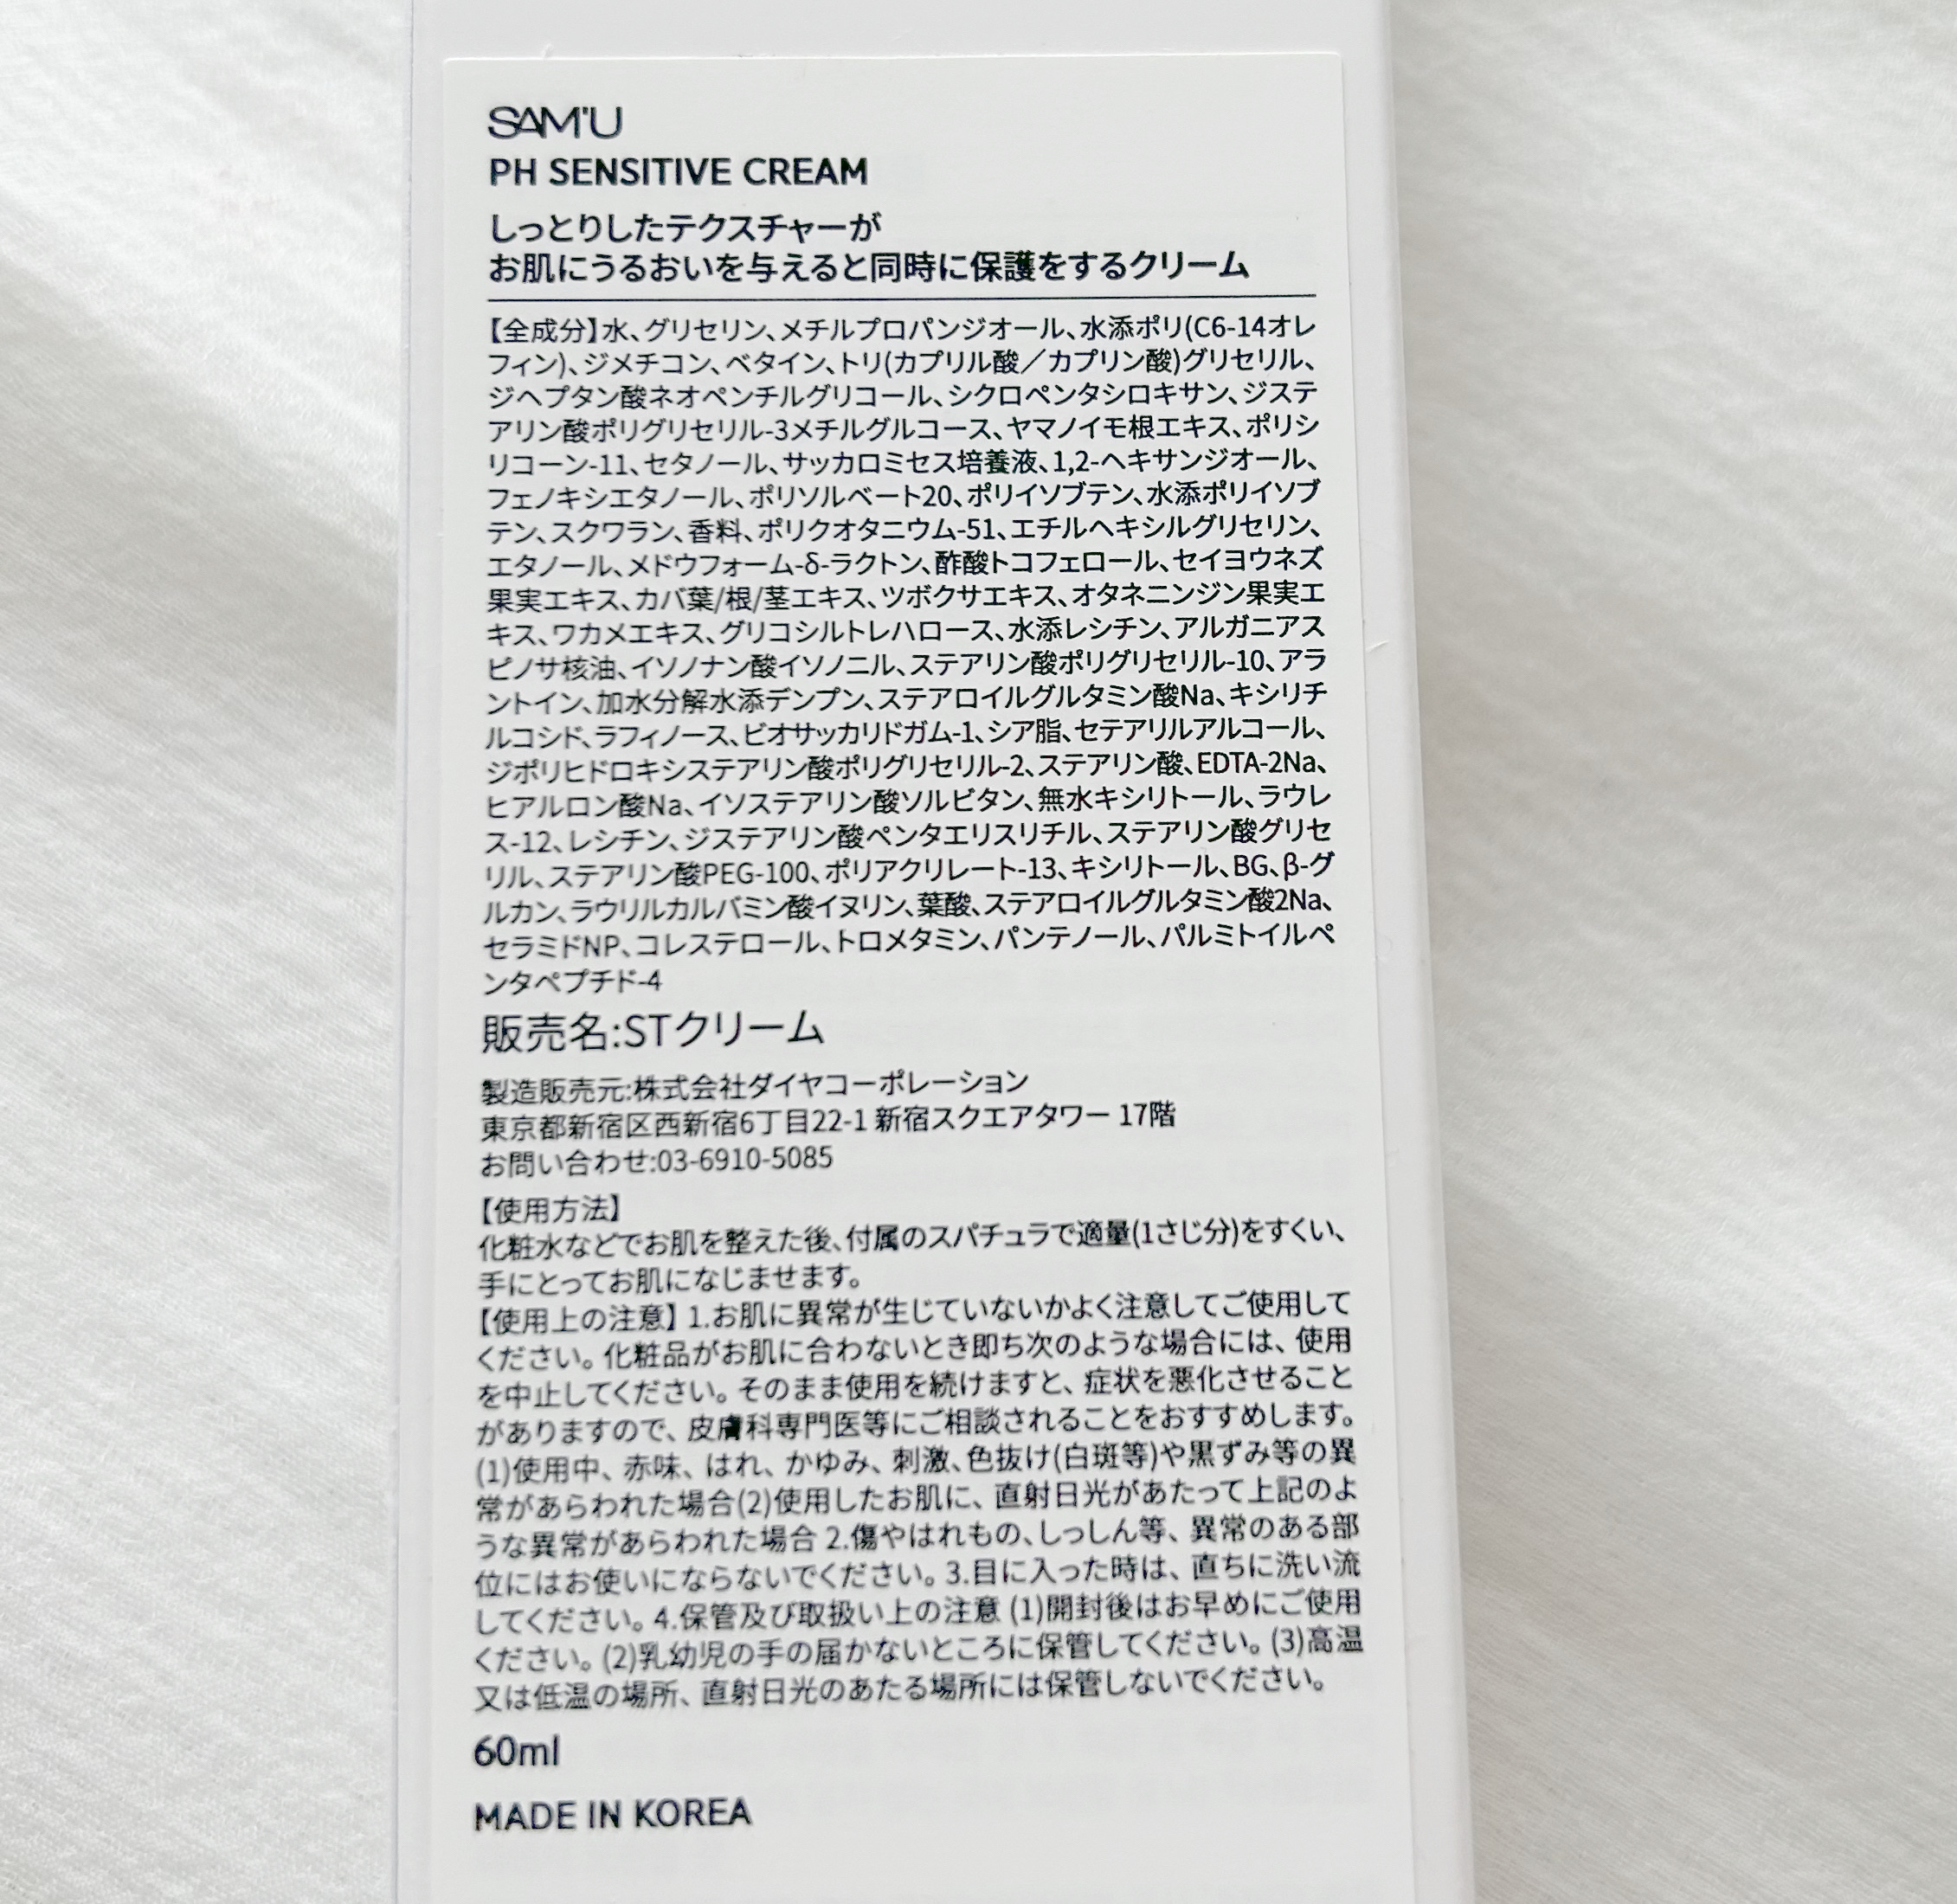 SAM'U
PH SENSITIVE CREAM
しっとりしたテクスチャーが
お肌にうるおいを与えると同時に保護をするクリーム
【全成分】水、グリセリン、メチルプロパンジオール、水添ポリ(C6-14オレ
フィン)、ジメチコン、ベタイン、トリ(カプリル酸／カプリン酸)グリセリル、
ジヘプタン酸ネオペンチルグリコール、シクロペンタシロキサン、ジステ
アリン酸ポリグリセリル-3メチルグルコース、ヤマノイモ根エキス、ポリシ
リコーン-11、セタノール、サッカロミセス培養液、1,2-ヘキサンジオール、
フェノキシエタノール、ポリソルベート20、ポリイソブテン、水添ポリイソブ
テン、スクワラン、香料、ポリクオタニウム-51、エチルヘキシルグリセリン、
エタノール、メドウフォーム-δ-ラクトン、酢酸トコフェロール、セイヨウネズ
果実エキス、カバ葉/根/茎エキス、ツボクサエキス、オタネニンジン果実エ
キス、ワカメエキス、グリコシルトレハロース、水添レシチン、アルガニアス
ピノサ核油、イソノナン酸イソノニル、ステアリン酸ポリグリセリル-10、アラ
ントイン、加水分解水添デンプン、ステアロイルグルタミン酸Na、キシリチ
ルコシド、ラフィノース、ビオサッカリドガム-1、シア脂、セテアリルアルコール、
ジポリヒドロキシステアリン酸ポリグリセリル-2、ステアリン酸、EDTA-2Na、
ヒアルロン酸Na、イソステアリン酸ソルビタン、無水キシリトール、ラウレ
ス-12、レシチン、ジステアリン酸ペンタエリスリチル、ステアリン酸グリセ
リル、ステアリン酸PEG-100、ポリアクリレート-13、キシリトール、BG、β-グ
ルカン、ラウリルカルバミン酸イヌリン、葉酸、ステアロイルグルタミン酸2Na、
セラミドNP、コレステロール、トロメタミン、パンテノール、パルミトイルペ
ンタペプチド-4
販売名:STクリーム
製造販売元:株式会社ダイヤコーポレーション
東京都新宿区西新宿6丁目22-1 新宿スクエアタワー 17階
お問い合わせ:03-6910-5085
【使用方法】
化粧水などでお肌を整えた後、付属のスパチュラで適量(1さじ分)をすくい、
手にとってお肌になじませます。
【使用上の注意】1.お肌に異常が生じていないかよく注意してご使用して
ください。化粧品がお肌に合わないとき即ち次のような場合には、使用
を中止してください。そのまま使用を続けますと、症状を悪化させること
がありますので、皮膚科専門医等にご相談されることをおすすめします。
(1)使用中、赤味、はれ、かゆみ、刺激、色抜け(白斑等)や黒ずみ等の異
常があらわれた場合(2)使用したお肌に、直射日光があたって上記のよ
うな異常があらわれた場合 2.傷やはれもの、しっしん等、異常のある部
位にはお使いにならないでください。3.目に入った時は、直ちに洗い流
してください。4.保管及び取扱い上の注意 (1)開封後はお早めにご使用
ください。(2)乳幼児の手の届かないところに保管してください。(3)高温
又は低温の場所、直射日光のあたる場所には保管しないでください。
60ml
MADE IN KOREA